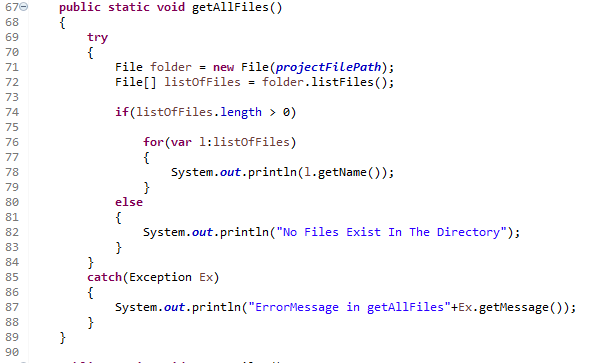 67 public static void getAllFiles()
68 {
69 try
70 {
71 File folder = new File(projectFilePath);
72 File[] listOfFiles = folder.listFiles();
73
74 if(listOfFiles.length > 0)
75
76 for(var l:listOfFiles)
77 {
78 System.out.println(l.getName());
79 }
80 else
81 {
82 System.out.println("No Files Exist In The Directory");
83 }
84 }
85 catch(Exception Ex)
86 {
87 System.out.println("ErrorMessage in getAllFiles"+Ex.getMessage());
88 }
89 }
90